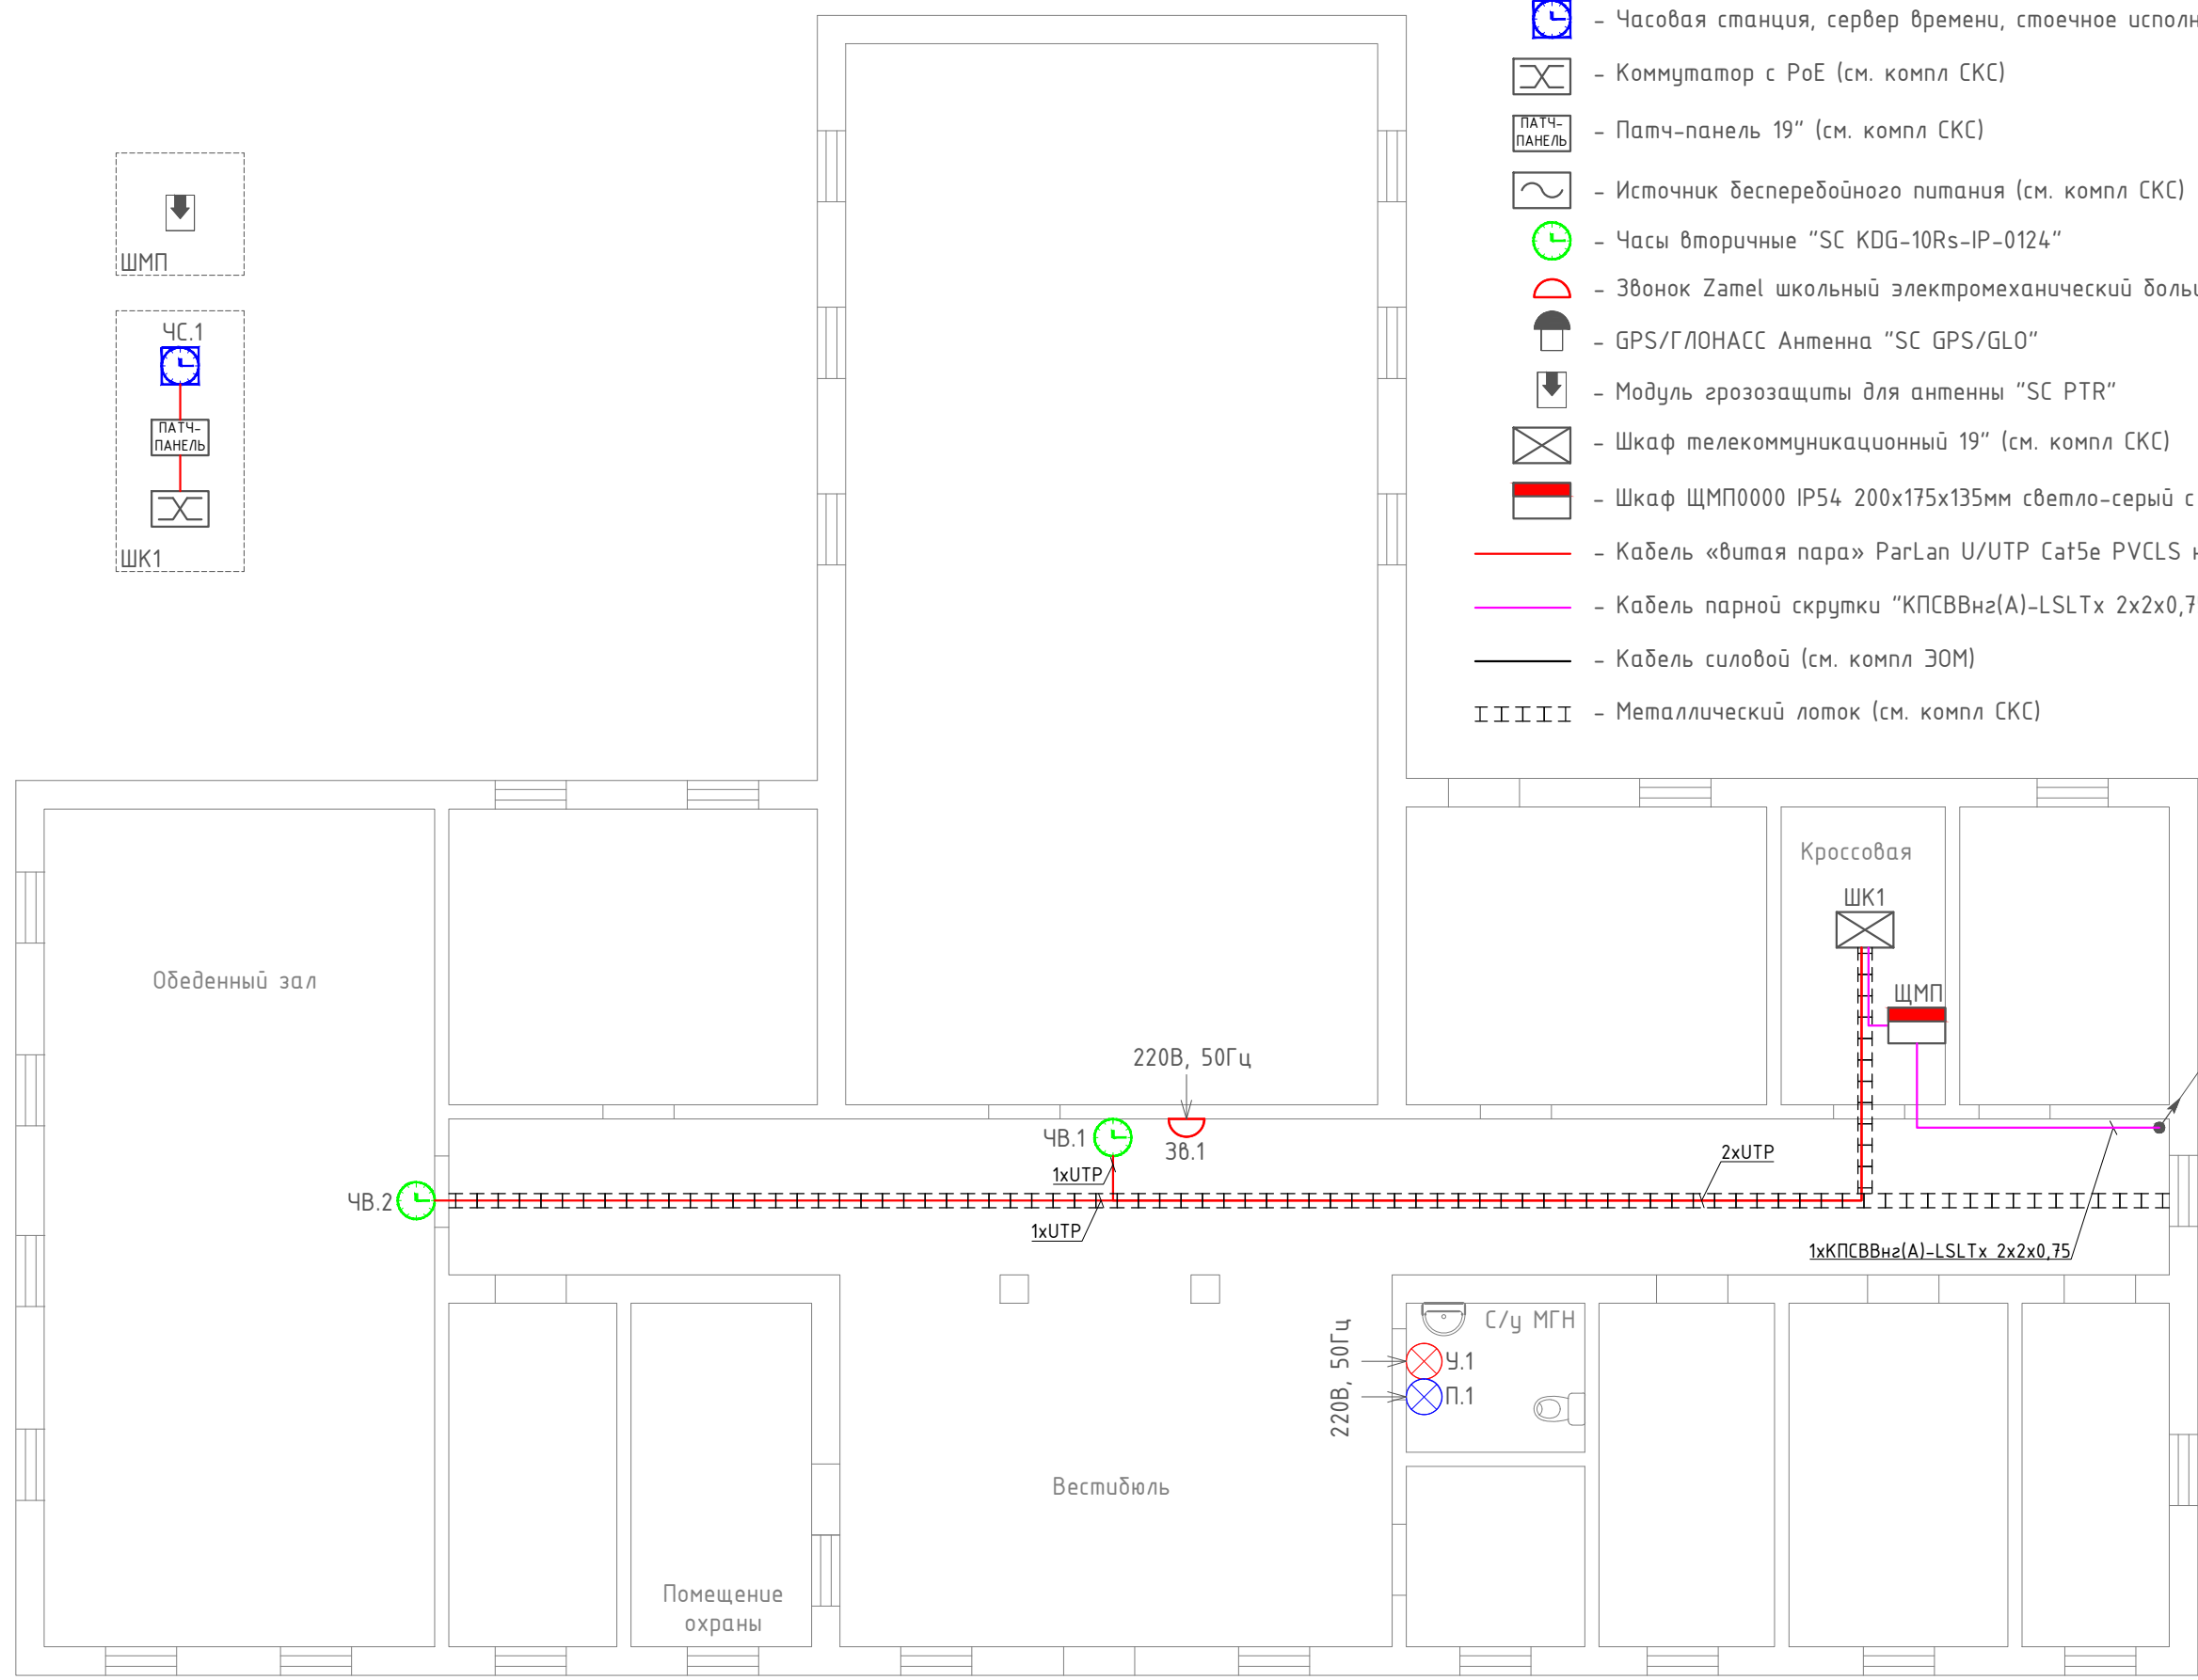 - Часовая станция, сервер времени, стоечное
- Коммутатор с PoE (см. компл СКС)
ПАТЧ-
ПАНЕЛЬ
- Патч-панель 19" (см. компл СКС)
- Источник бесперебойного питания (см. компл СКС)
- Часы вторичные "SC KDG-10Rs-IP-0124"
- Звонок Zamel школьный электромеханический
- GPS/ГЛОНАСС Антенна "SC GPS/GLO"
- Модуль грозозащиты для антенны "SC PTR"
- Шкаф телекоммуникационный 19" (см. компл СКС)
- Шкаф ЩМП0000 IP54 200х175х135мм светло-серый с
- Кабель «витая пара» ParLan U/UTP Cat5e PVCLS
- Кабель парной скрутки "КПСВВнг(А)-LSLTx 2х2х0,7
- Кабель силовой (см. компл ЭОМ)
- Металлический лоток (см. компл СКС)
ШМП
ЧС.1
ПАТЧ-
ПАНЕЛЬ
ШК1
Кроссовая
ШК1
ЩМП
Обеденный зал
220В, 50Гц
ЧВ.1
Зв.1
1xUTP
2xUTP
ЧВ.2
1xUTP
1хКПСВВнг(А)-LSLTx 2х2х0,75
С/у МГН
220В, 50Гц
У.1
П.1
Вестибюль
Помещение
охраны